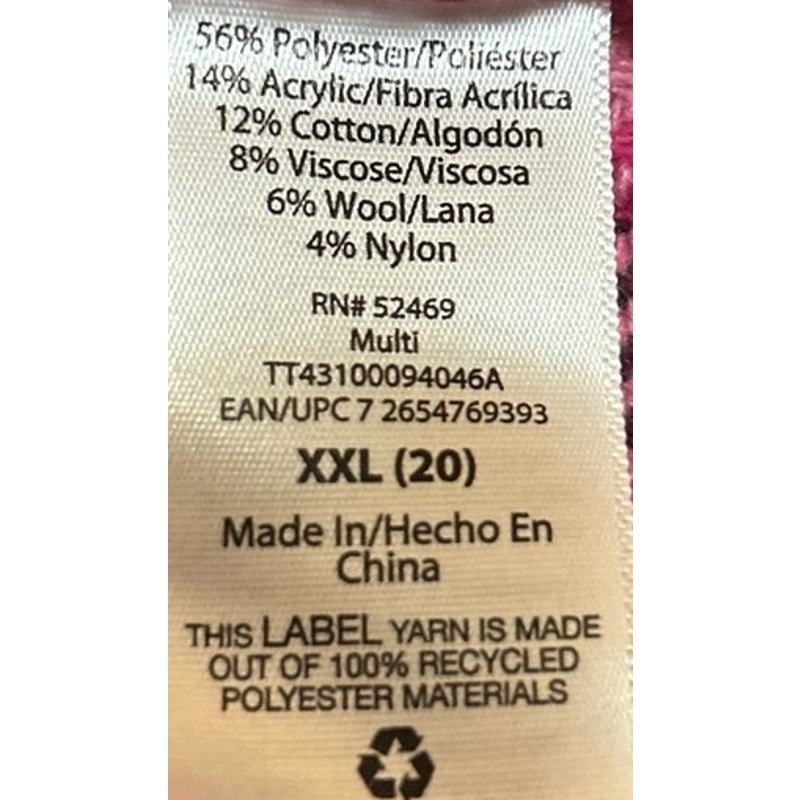 56% Polyester/Poliéster
14% Acrylic/Fibra Acrílica
12% Cotton/Algodón
8% Viscose/Viscosa
6% Wool/Lana
4% Nylon
RN# 52469
Multi
TT43100094046A
EAN/UPC 7 2654769393
XXL (20)
Made In/Hecho En
China
THIS LABEL YARN IS MADE
OUT OF 100% RECYCLED
POLYESTER MATERIALS